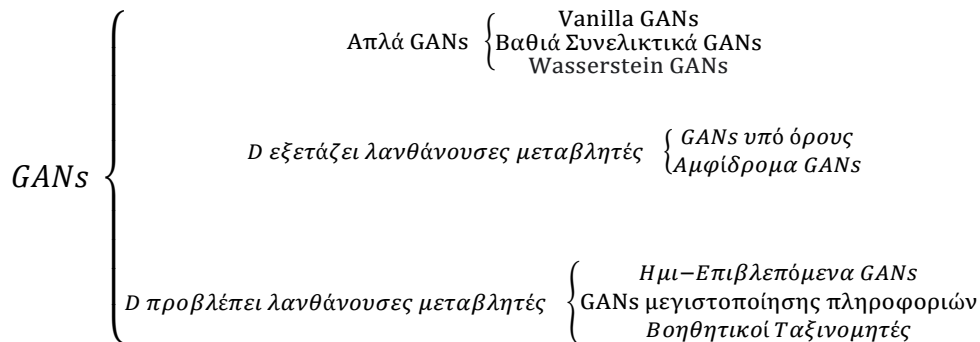 GANs
Απλά GANs
Vanilla GANs
Βαθιά Συνελικτικά GANs
Wasserstein GANs
D εξετάζει λανθάνουσες μεταβλητές
GANs υπό όρους
Αμφίδρομα GANs
D προβλέπει λανθάνουσες μεταβλητές
Ημι−Επιβλεπόμενα GANs
GANs μεγιστοποίησης πληροφοριών
Βοηθητικοί Ταξινομητές